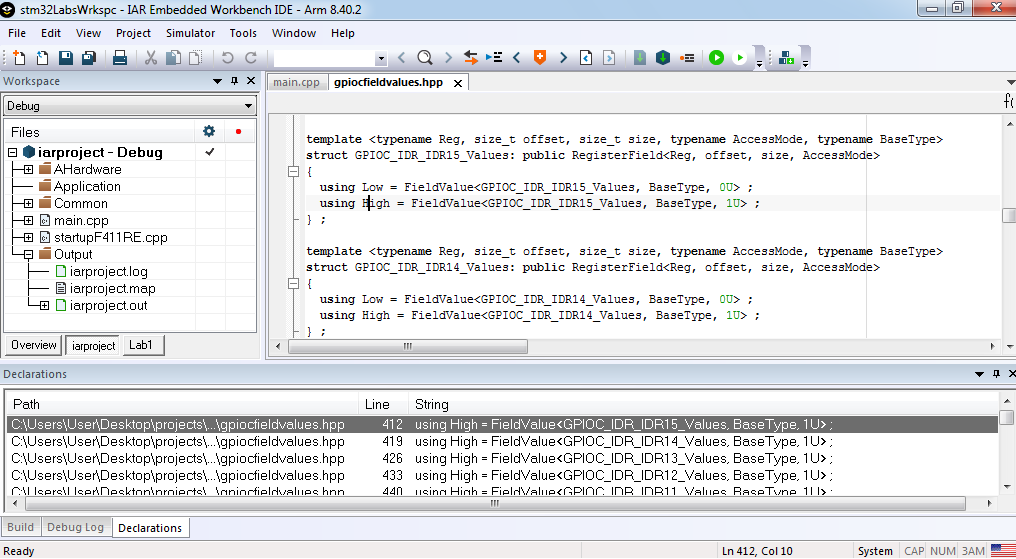 stm32LabsWrkspc - IAR Embedded Workbench IDE - Arm 8.40.2
File Edit View Project Simulator Tools Window Help
Workspace
main.cpp gpiocfieldvalues.hpp
Debug
Files
iarproject - Debug
AHardware
Application
Common
main.cpp
startupF411RE.cpp
Output
iarproject.log
iarproject.map
iarproject.out
Overview iarproject Lab1
template <typename Reg, size_t offset, size_t size, typename AccessMode, typename BaseType>
struct GPIOC_IDR_IDR15_Values: public RegisterField<Reg, offset, size, AccessMode>
{
using Low = FieldValue<GPIOC_IDR_IDR15_Values, BaseType, 0U> ;
using High = FieldValue<GPIOC_IDR_IDR15_Values, BaseType, 1U> ;
} ;
template <typename Reg, size_t offset, size_t size, typename AccessMode, typename BaseType>
struct GPIOC_IDR_IDR14_Values: public RegisterField<Reg, offset, size, AccessMode>
{
using Low = FieldValue<GPIOC_IDR_IDR14_Values, BaseType, 0U> ;
using High = FieldValue<GPIOC_IDR_IDR14_Values, BaseType, 1U> ;
} ;
Declarations
Path Line String
C:\Users\User\Desktop\projects\...\gpiocfieldvalues.hpp 412 using High = FieldValue<GPIOC_IDR_IDR15_Values, BaseType, 1U> ;
C:\Users\User\Desktop\projects\...\gpiocfieldvalues.hpp 419 using High = FieldValue<GPIOC_IDR_IDR14_Values, BaseType, 1U> ;
C:\Users\User\Desktop\projects\...\gpiocfieldvalues.hpp 426 using High = FieldValue<GPIOC_IDR_IDR13_Values, BaseType, 1U> ;
C:\Users\User\Desktop\projects\...\gpiocfieldvalues.hpp 433 using High = FieldValue<GPIOC_IDR_IDR12_Values, BaseType, 1U> ;
C:\Users\User\Desktop\projects\...\gpiocfieldvalues.hpp 440 using High = FieldValue<GPIOC_IDR_IDR11_Values, BaseType, 1U> ;
Build Debug Log Declarations
Ready Ln 412, Col 10 System CAP NUM ЗАМ